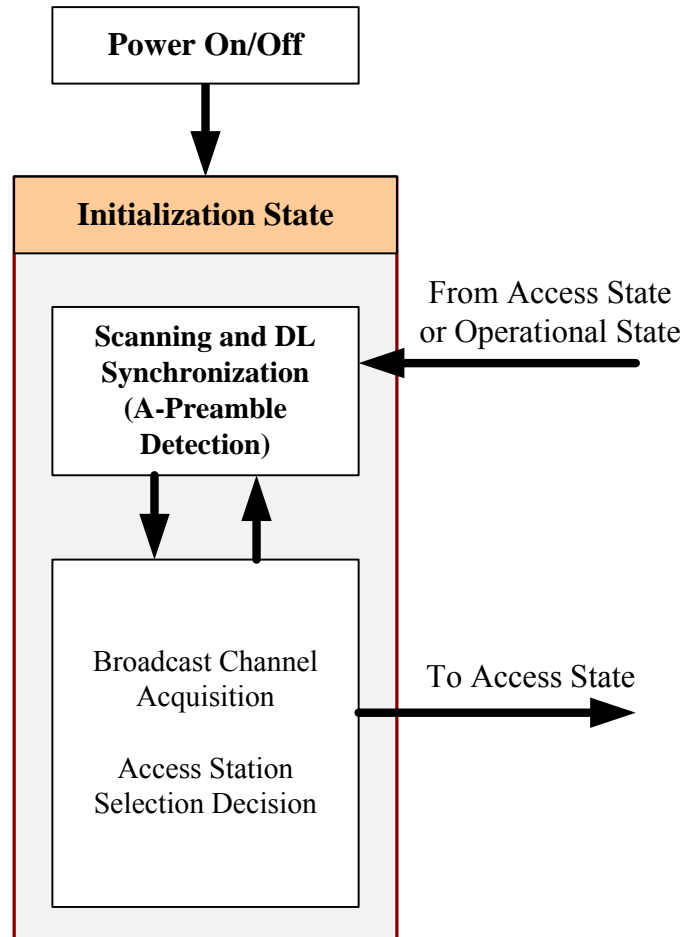 Power On/Off
Initialization State
From Access State
or Operational State
Scanning and DL
Synchronization
(A-Preamble
Detection)
Broadcast Channel
Acquisition
To Access State
Access Station
Selection Decision